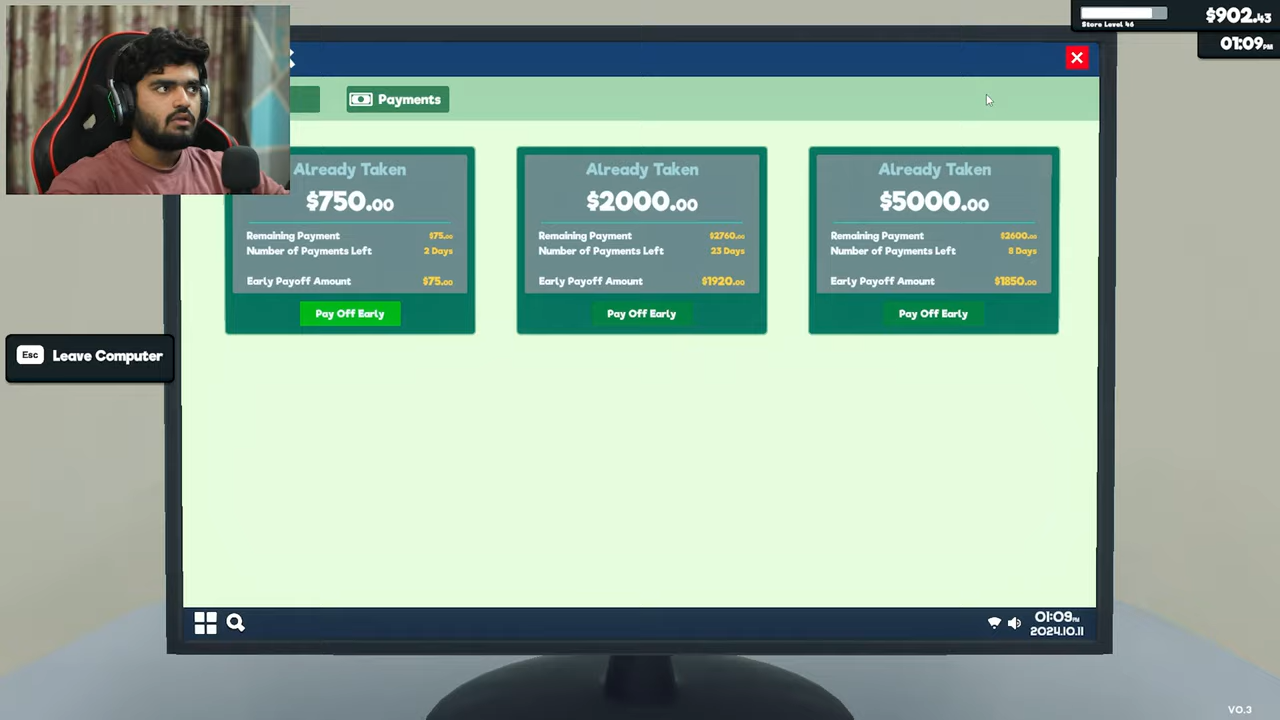 $902.43
Store Level 46
01:09PM
Payments
Already Taken
$750.00
Remaining Payment $75.00
Number of Payments Left 2 Days
Early Payoff Amount $75.00
Pay Off Early
Already Taken
$2000.00
Remaining Payment $2760.00
Number of Payments Left 23 Days
Early Payoff Amount $1920.00
Pay Off Early
Already Taken
$5000.00
Remaining Payment $2600.00
Number of Payments Left 8 Days
Early Payoff Amount $1850.00
Pay Off Early
Esc Leave Computer
01:09PM
2024.10.11
V0.3